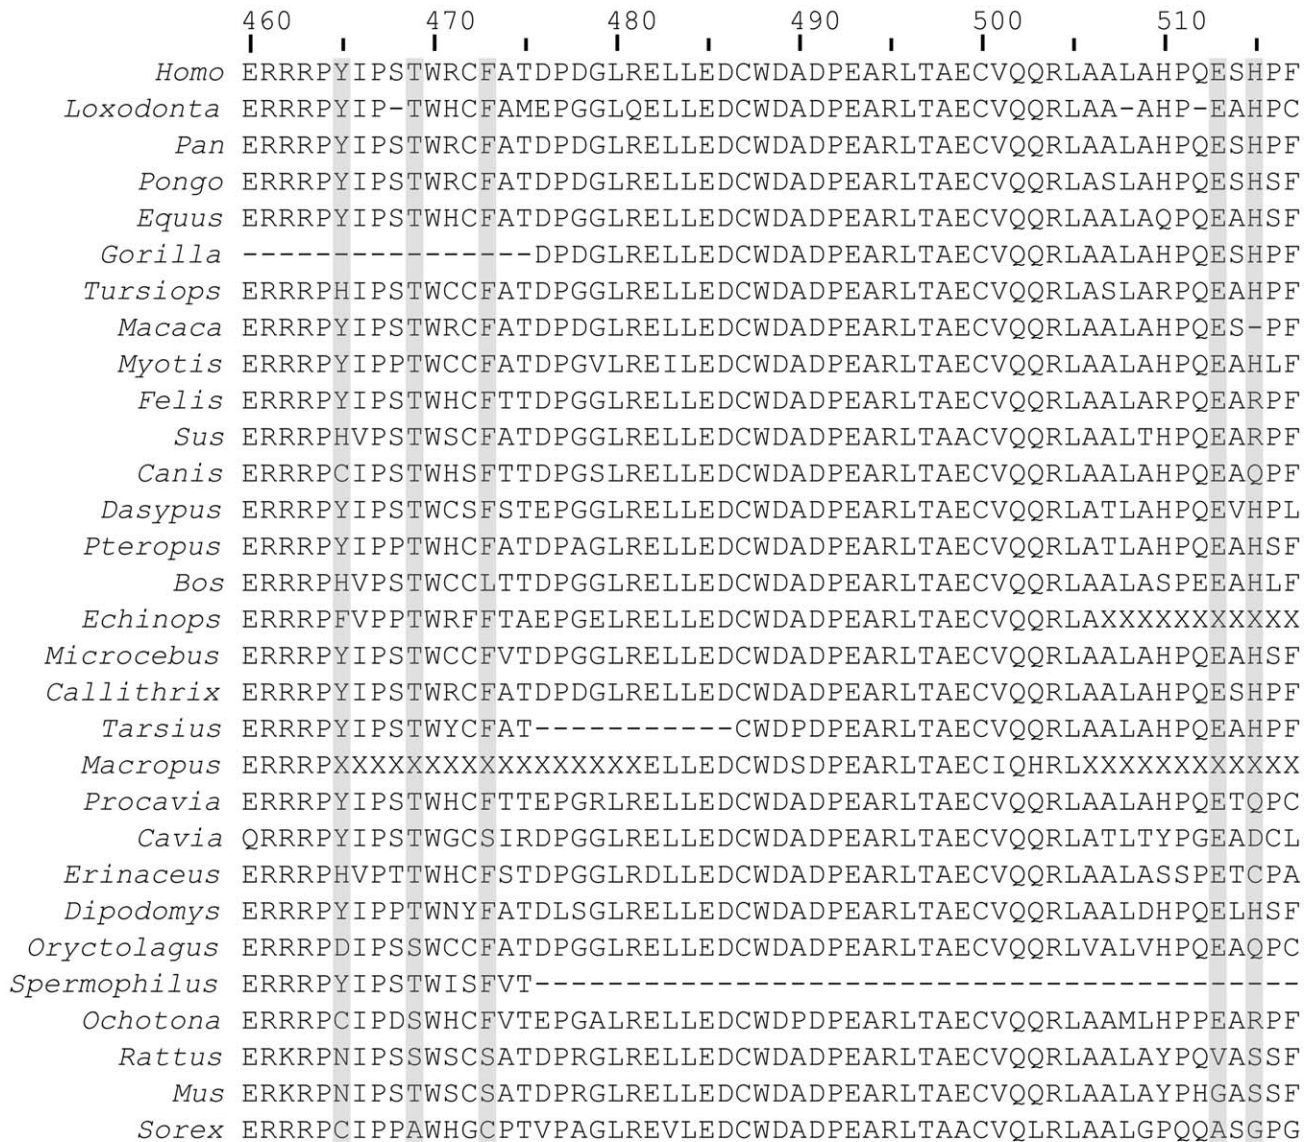 460 470 480 490 500 510
Homo ERRRPYIPSTWRCFATDPDGLRELLEDCWDADPEARLTAECVQQRLAALAHPQESHPF
Loxodonta ERRRPYIP-TWHCFAMEPGGLQELLEDCWDADPEARLTAECVQQRLAA-AHP-EAHPC
Pan ERRRPYIPSTWRCFATDPDGLRELLEDCWDADPEARLTAECVQQRLAALAHPQESHPF
Pongo ERRRPYIPSTWRCFATDPDGLRELLEDCWDADPEARLTAECVQQRLASLAHPQESHSF
Equus ERRRPYIPSTWHCFATDPGGLRELLEDCWDADPEARLTAECVQQRLAALAQPQEAHSF
Gorilla ----------------DPDGLRELLEDCWDADPEARLTAECVQQRLAALAHPQESHPF
Tursiops ERRRPHIPSTWCCFATDPGGLRELLEDCWDADPEARLTAECVQQRLASLARPQEAHPF
Macaca ERRRPYIPSTWRCFATDPDGLRELLEDCWDADPEARLTAECVQQRLAALAHPQES-PF
Myotis ERRRPYIPPTWCCFATDPGVLREILEDCWDADPEARLTAECVQQRLAALAHPQEAHLF
Felis ERRRPYIPSTWHCFTTDPGGLRELLEDCWDADPEARLTAECVQQRLAALARPQEARPF
Sus ERRRPHVPSTWSCFATDPGGLRELLEDCWDADPEARLTAACVQQRLAALTHPQEARPF
Canis ERRRPCIPSTWHSFTTDPGSLRELLEDCWDADPEARLTAECVQQRLAALAHPQEAQPF
Dasypus ERRRPYIPSTWCSFSTEPGGLRELLEDCWDADPEARLTAECVQQRLATLAHPQEVHPL
Pteropus ERRRPYIPPTWHCFATDPAGLRELLEDCWDADPEARLTAECVQQRLATLAHPQEAHSF
Bos ERRRPHVPSTWCCLTTDPGGLRELLEDCWDADPEARLTAECVQQRLAALASPEEAHLF
Echinops ERRRPFVPPTWRFFTAEPGELRELLEDCWDADPEARLTAECVQQRLAXXXXXXXXXXX
Microcebus ERRRPYIPSTWCCFVTDPGGLRELLEDCWDADPEARLTAECVQQRLAALAHPQEAHSF
Callithrix ERRRPYIPSTWRCFATDPDGLRELLEDCWDADPEARLTAECVQQRLAALAHPQESHPF
Tarsius ERRRPYIPSTWYCFAT-----------CWDPDPEARLTAECVQQRLAALAHPQEAHPF
Macropus ERRRPXXXXXXXXXXXXXXXXXELLEDCWDSDPEARLTAECIQHRLXXXXXXXXXXXX
Procavia ERRRPYIPSTWHCFTTEPGRLRELLEDCWDADPEARLTAECVQQRLAALAHPQETQPC
Cavia QRRRPYIPSTWGCSIRDPGGLRELLEDCWDADPEARLTAECVQQRLATLTYPGEADCL
Erinaceus ERRRPHVPTTWHCFSTDPGGLRDLLEDCWDADPEARLTAECVQQRLAALASSPETCPA
Dipodomys ERRRPYIPPTWNYFATDLSGLRELLEDCWDADPEARLTAECVQQRLAALDHPQELHSF
Oryctolagus ERRRPDIPSSWCCFATDPGGLRELLEDCWDADPEARLTAECVQQRLVALVHPQEAQPC
Spermophilus ERRRPYIPSTWISFVT------------------------------------------
Ochotona ERRRPCIPDSWHCFVTEPGALRELLEDCWDPDPEARLTAECVQQRLAAMLHPPEARPF
Rattus ERKRPNIPSSWSCSATDPRGLRELLEDCWDADPEARLTAECVQQRLAALAYPQVASSF
Mus ERKRPNIPSTWSCSATDPRGLRELLEDCWDADPEARLTAECVQQRLAALAYPHGASSF
Sorex ERRRPCIPPAWHGCPTVPAGLREVLEDCWDADPEARLTAACVQLRLAALGPQQASGPG